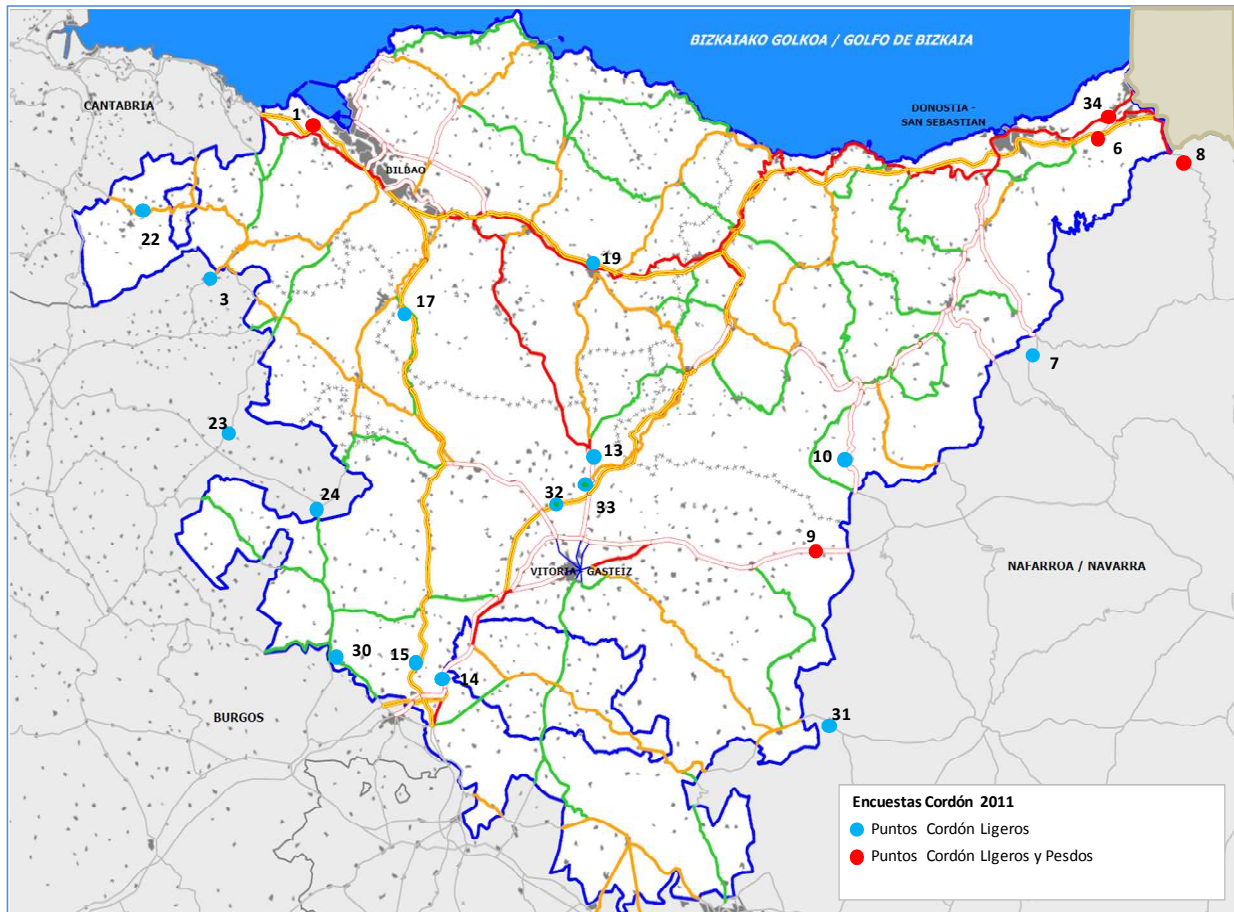 BIZKAIAKO GOLKOA / GOLFO DE BIZKAIA
CANTABRIA
DONOSTIA -
SAN SEBASTIAN
34
1
6
8
BILBAO
22
19
3
17
7
23
13
10
24
32
33
9
VITORIA
GASTEIZ
NAFARROA / NAVARRA
30
15
14
31
BURGOS
Encuestas Cordón 2011
Puntos Cordón Ligeros
Puntos Cordón LIgeros y Pesdos